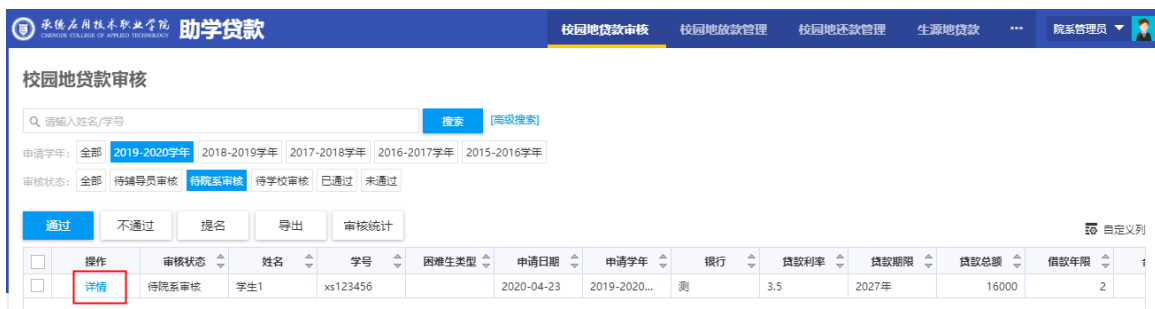 承德应用技术职业学院 助学贷款 校园地贷款审核 校园地放款管理 校园地还款管理 生源地贷款 ··· 院系管理员
CHENGDE COLLEGE OF APPLIED TECHNOLOGY
校园地贷款审核
请输入姓名/学号 搜索 [高级搜索]
申请学年: 全部 2019-2020学年 2018-2019学年 2017-2018学年 2016-2017学年 2015-2016学年
审核状态: 全部 待辅导员审核 待院系审核 待学校审核 已通过 未通过
通过 不通过 提名 导出 审核统计 自定义列
操作 审核状态 姓名 学号 困难生类型 申请日期 申请学年 银行 贷款利率 贷款期限 贷款总额 借款年限
详情 待院系审核 学生1 xs123456 2020-04-23 2019-2020... 测 3.5 2027年 16000 2